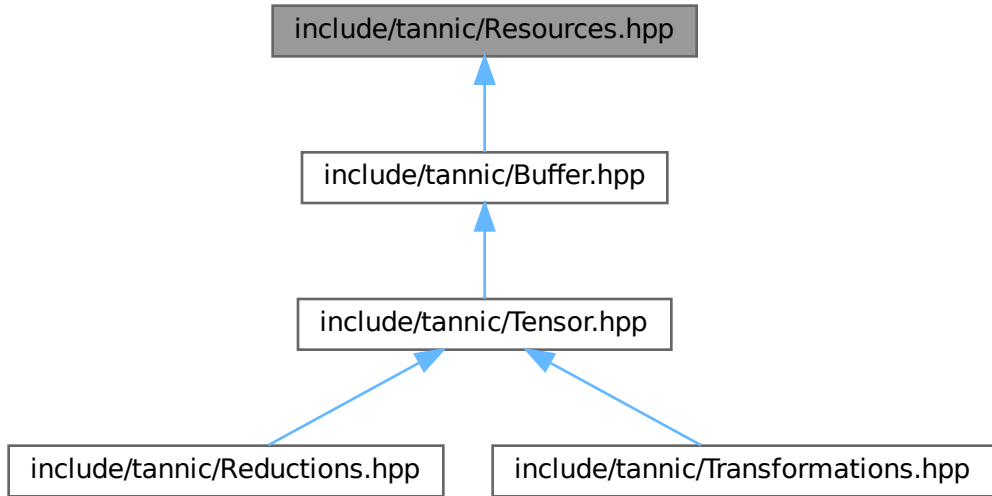 include/tannic/Resources.hpp
include/tannic/Buffer.hpp
include/tannic/Tensor.hpp
include/tannic/Reductions.hpp
include/tannic/Transformations.hpp